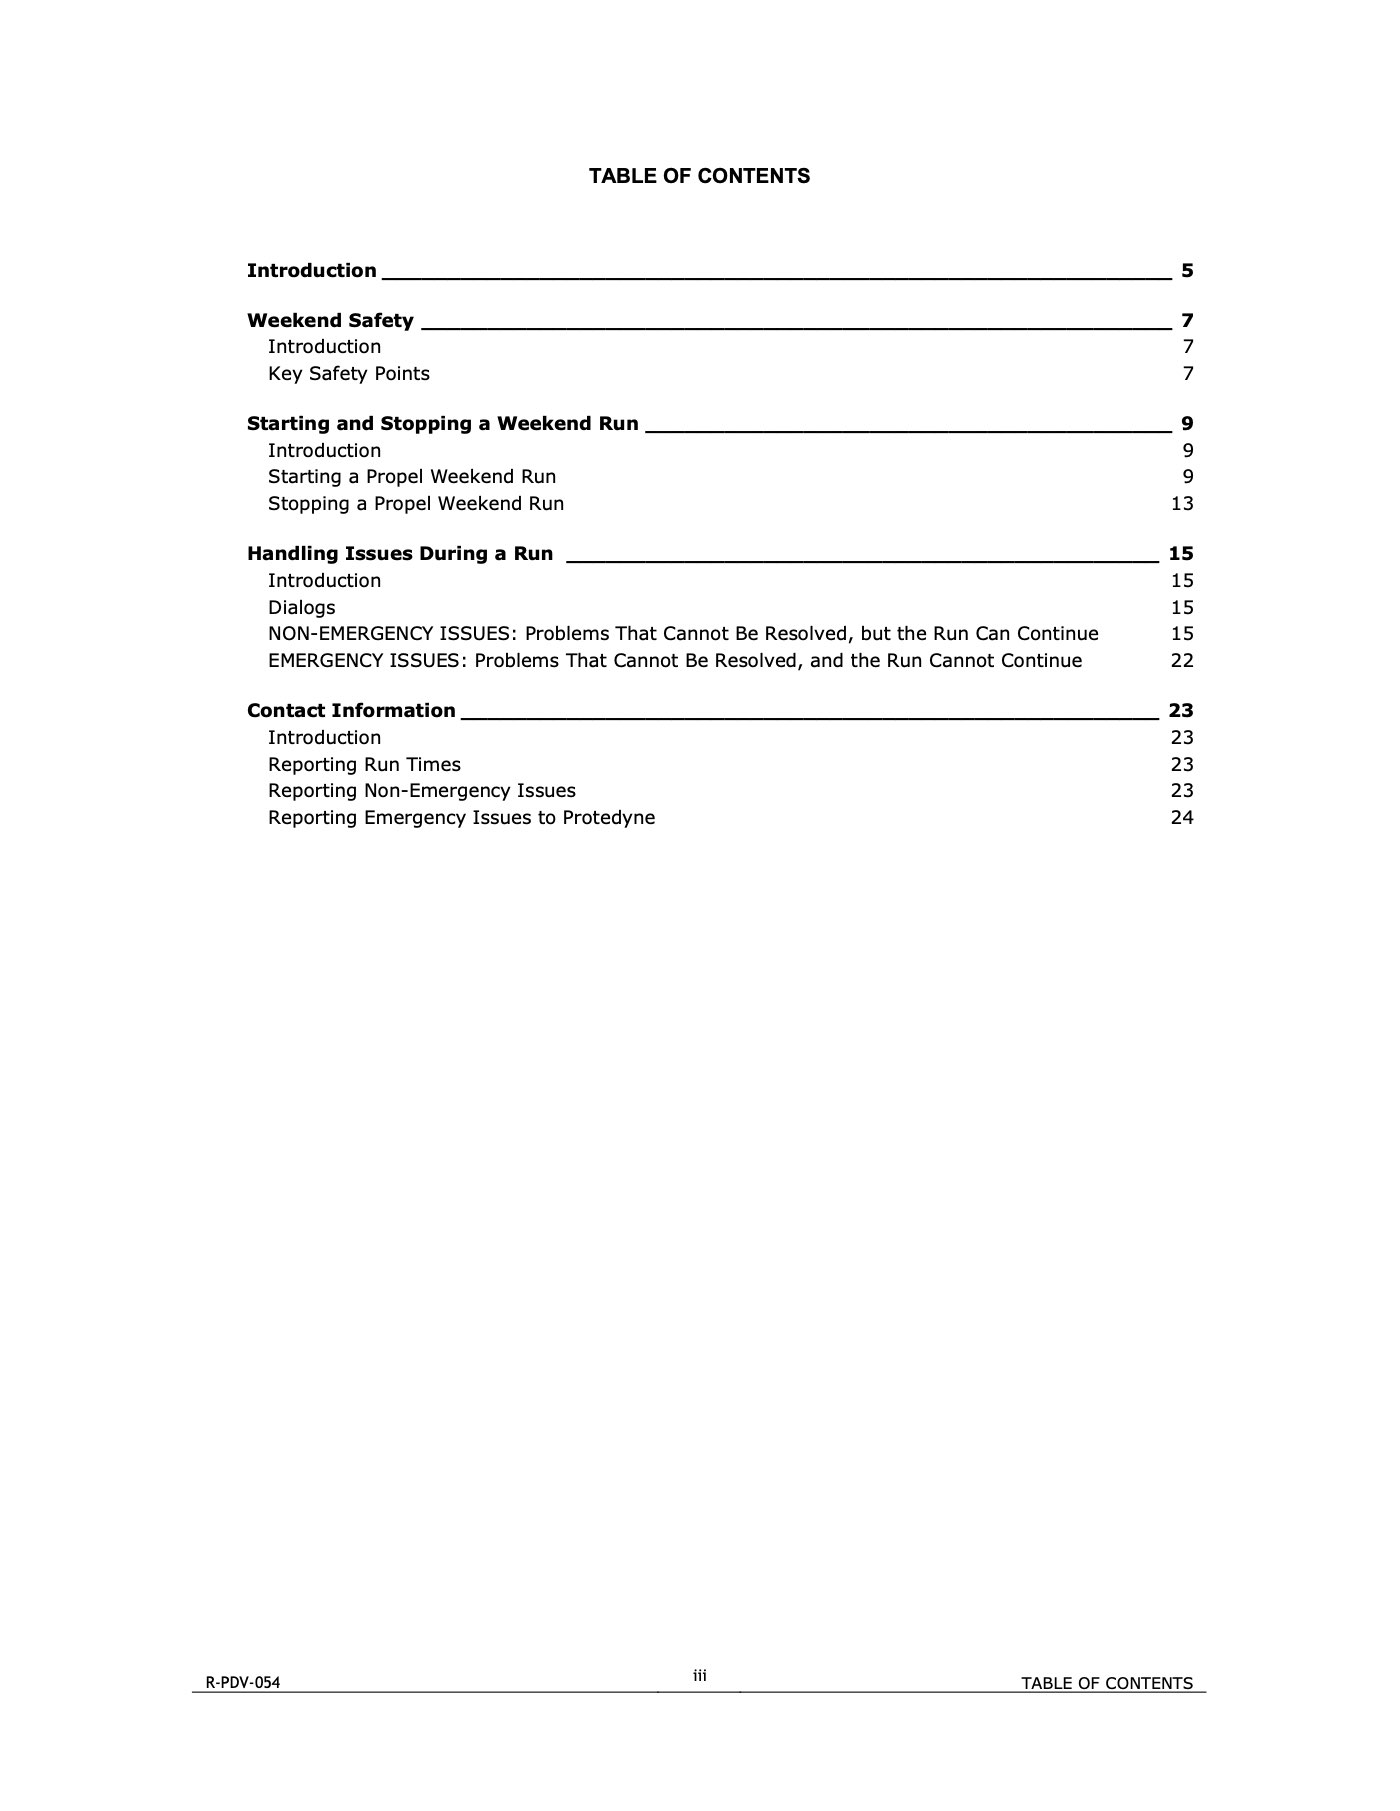 TABLE OF CONTENTS
Introduction 5
Weekend Safety 7
Introduction 7
Key Safety Points 7
Starting and Stopping a Weekend Run 9
Introduction 9
Starting a Propel Weekend Run 9
Stopping a Propel Weekend Run 13
Handling Issues During a Run 15
Introduction 15
Dialogs 15
NON-EMERGENCY ISSUES: Problems That Cannot Be Resolved, but the Run Can Continue 15
EMERGENCY ISSUES: Problems That Cannot Be Resolved, and the Run Cannot Continue 22
Contact Information 23
Introduction 23
Reporting Run Times 23
Reporting Non-Emergency Issues 23
Reporting Emergency Issues to Protedyne 24
R-PDV-054 iii TABLE OF CONTENTS